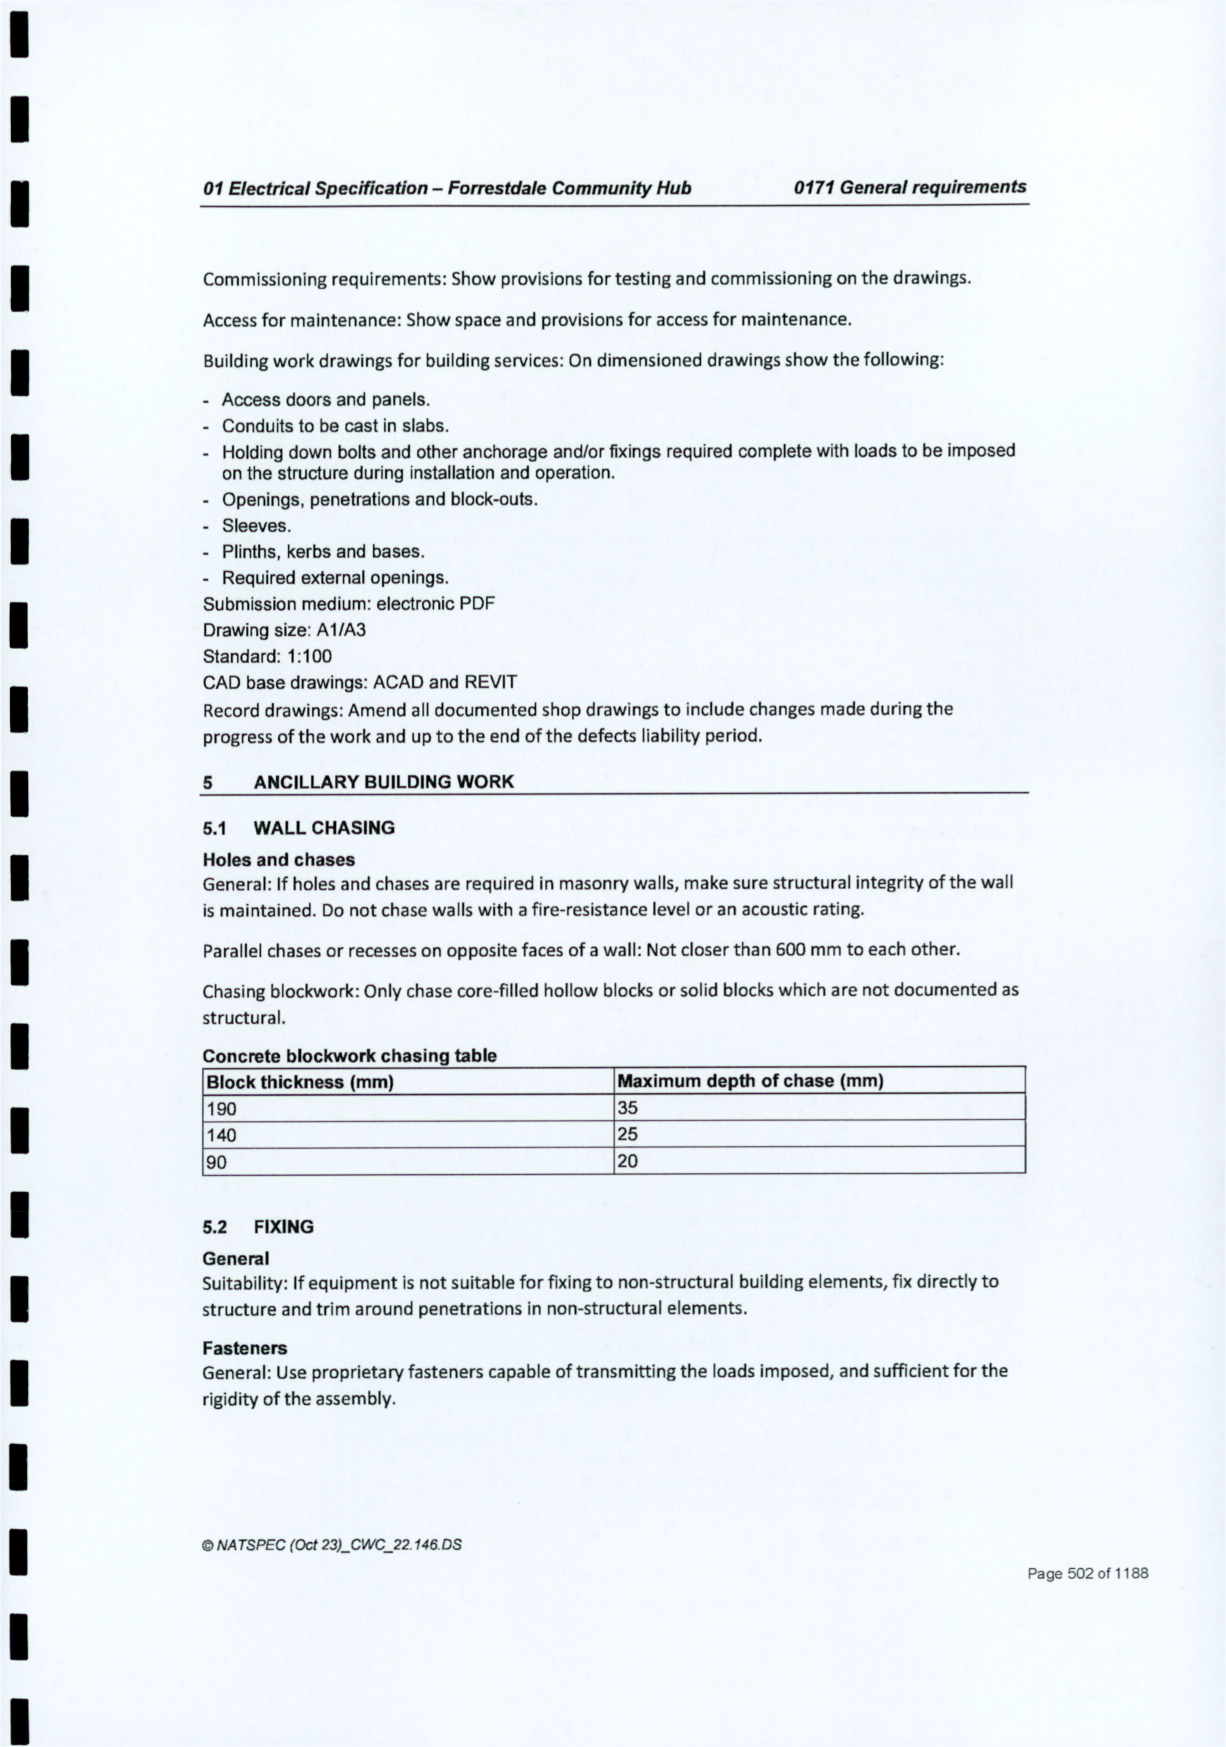 01 Electrical Specification – Forrestdale Community Hub 0171 General requirements
Commissioning requirements: Show provisions for testing and commissioning on the drawings.
Access for maintenance: Show space and provisions for access for maintenance.
Building work drawings for building services: On dimensioned drawings show the following:
- Access doors and panels.
- Conduits to be cast in slabs.
- Holding down bolts and other anchorage and/or fixings required complete with loads to be imposed
on the structure during installation and operation.
- Openings, penetrations and block-outs.
- Sleeves.
- Plinths, kerbs and bases.
- Required external openings.
Submission medium: electronic PDF
Drawing size: A1/A3
Standard: 1:100
CAD base drawings: ACAD and REVIT
Record drawings: Amend all documented shop drawings to include changes made during the
progress of the work and up to the end of the defects liability period.
5 ANCILLARY BUILDING WORK
5.1 WALL CHASING
Holes and chases
General: If holes and chases are required in masonry walls, make sure structural integrity of the wall
is maintained. Do not chase walls with a fire-resistance level or an acoustic rating.
Parallel chases or recesses on opposite faces of a wall: Not closer than 600 mm to each other.
Chasing blockwork: Only chase core-filled hollow blocks or solid blocks which are not documented as
structural.
Concrete blockwork chasing table
Block thickness (mm) Maximum depth of chase (mm)
190 35
140 25
90 20
5.2 FIXING
General
Suitability: If equipment is not suitable for fixing to non-structural building elements, fix directly to
structure and trim around penetrations in non-structural elements.
Fasteners
General: Use proprietary fasteners capable of transmitting the loads imposed, and sufficient for the
rigidity of the assembly.
© NATSPEC (Oct 23)_CWC_22.146.DS
Page 502 of 1188